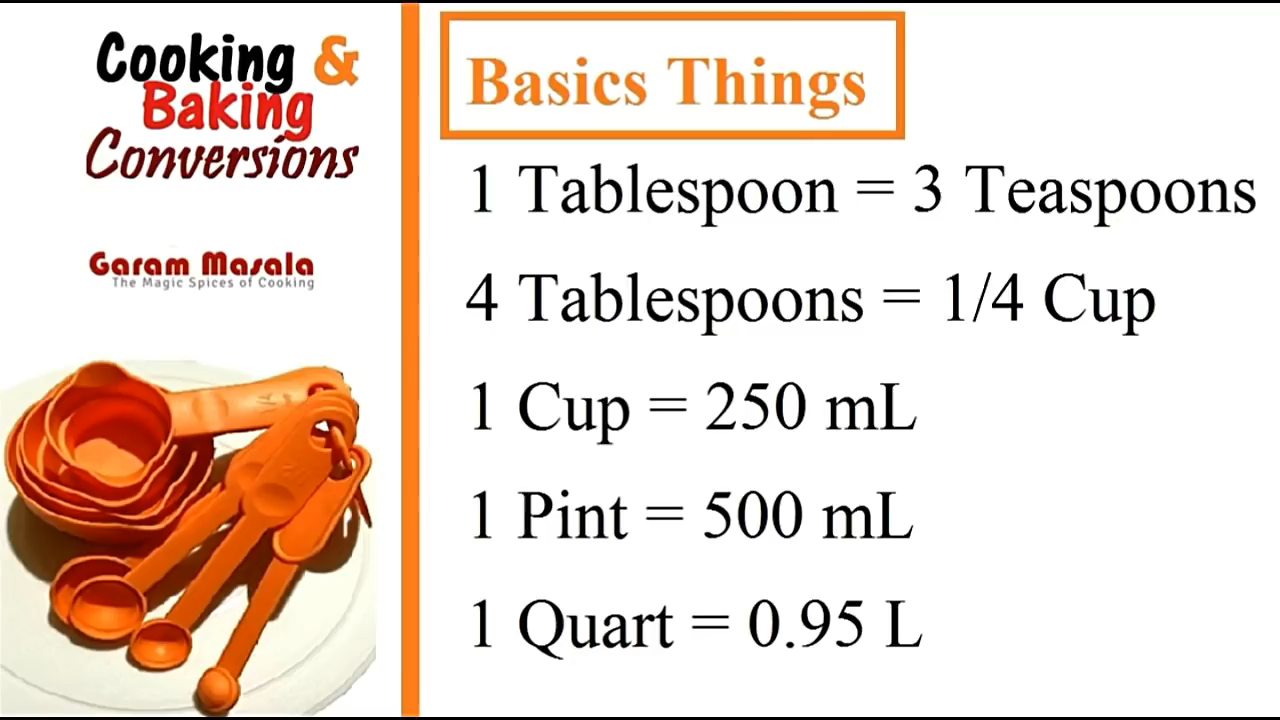 Cooking &
Baking
Conversions
Garam Masala
The Magic Spices of Cooking
Basics Things
1 Tablespoon = 3 Teaspoons
4 Tablespoons = 1/4 Cup
1 Cup = 250 mL
1 Pint = 500 mL
1 Quart = 0.95 L